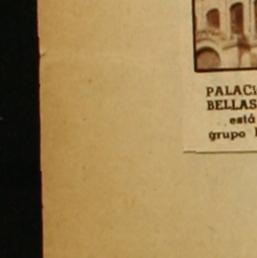 PALACI
BELLAS
está
grupo